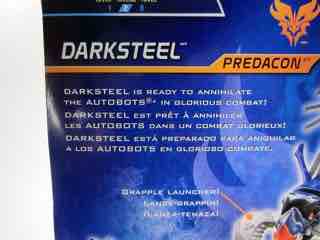 DARKSTEEL™
PREDACON™
DARKSTEEL IS READY TO ANNIHILATE
THE AUTOBOTS®* IN GLORIOUS COMBAT!
DARKSTEEL EST PRÊT À ANNIHILER
LES AUTOBOTS DANS UN COMBAT GLORIEUX!
DARKSTEEL ESTÁ PREPARADO PARA ANIQUILAR
A LOS AUTOBOTS EN GLORIOSO COMBATE.
GRAPPLE LAUNCHER!
LANCE-GRAPPIN!
¡LANZA-TENAZA!